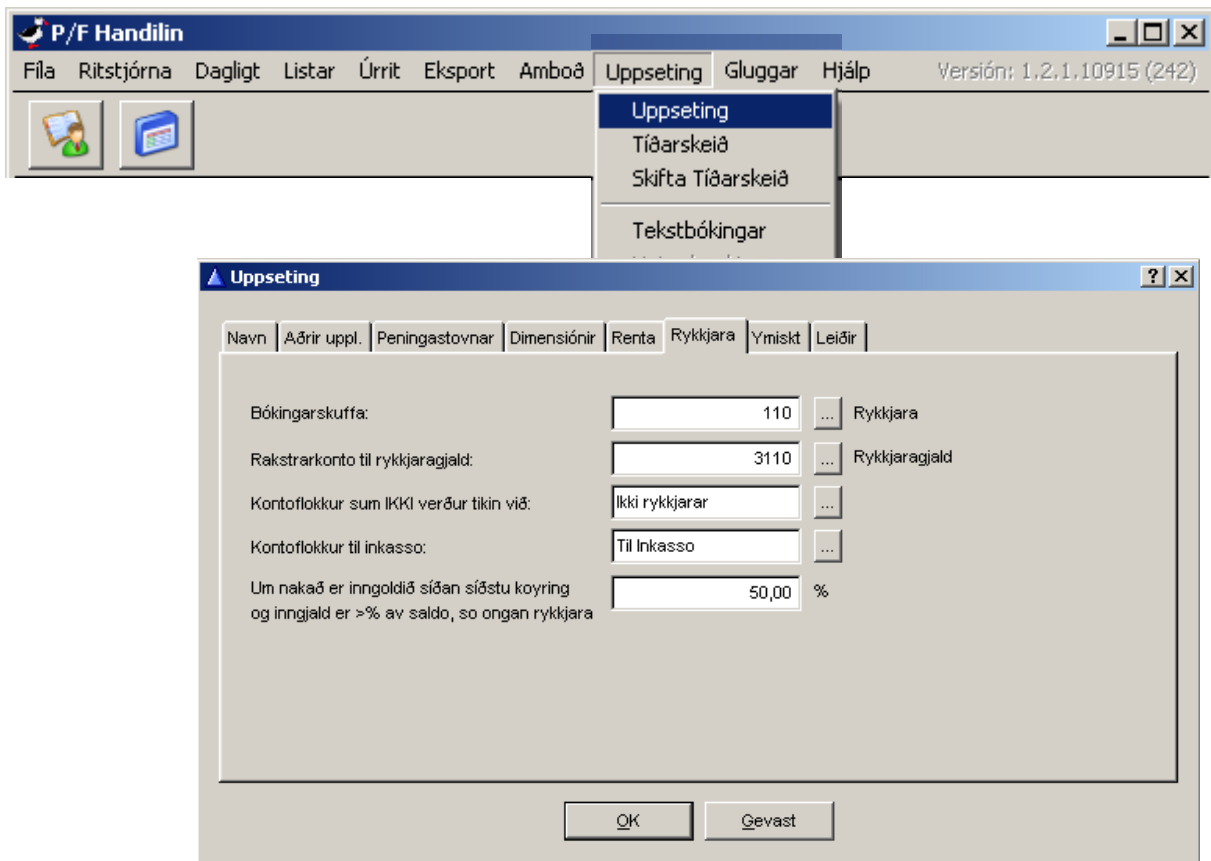 P/F Handilin
Fíla Ritstjórna Dagligt Listar Úrrit Eksport Amboð Uppseting Gluggar Hjálp Versión: 1.2.1.10915 (242)
Uppseting
Tíðarskeið
Skifta Tíðarskeið
Tekstbókingar
Uppseting
Navn Aðrir uppl. Peningastovnar Dimensiónir Renta Rykkjara Ymiskt Leiðir
Bókingarskuffa: 110 ... Rykkjara
Rakstrarkonto til rykkjaragjald: 3110 ... Rykkjaragjald
Kontoflokkur sum IKKI verður tikin við: Ikki rykkjarar ...
Kontoflokkur til inkasso: Til Inkasso ...
Um nakað er inngoldið síðan síðstu koyring 50,00 %
og inngjald er >% av saldo, so ongan rykkjara
OK Gevast